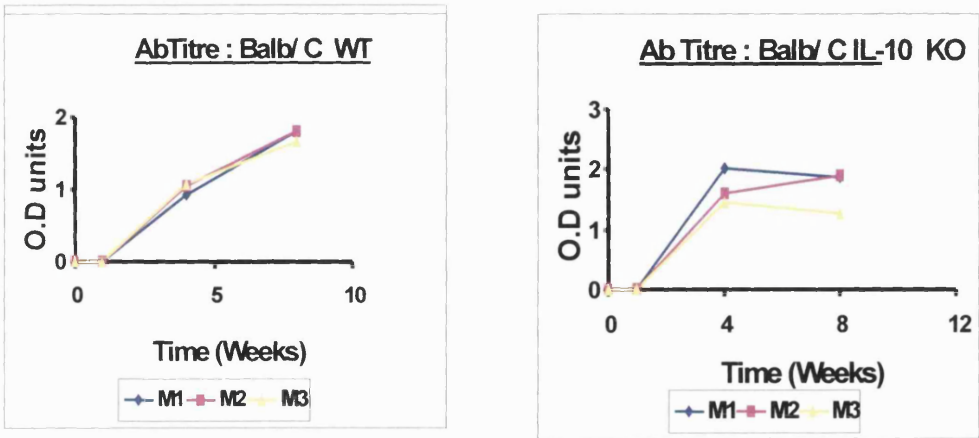 AbTitre : Balb/ C WT
O.D units
2
1
0
0
5
10
Time (Weeks)
M1
M2
M3
Ab Titre : Balb/ C IL-10 KO
O.D units
3
2
1
0
0
4
8
12
Time (Weeks)
M1
M2
M3